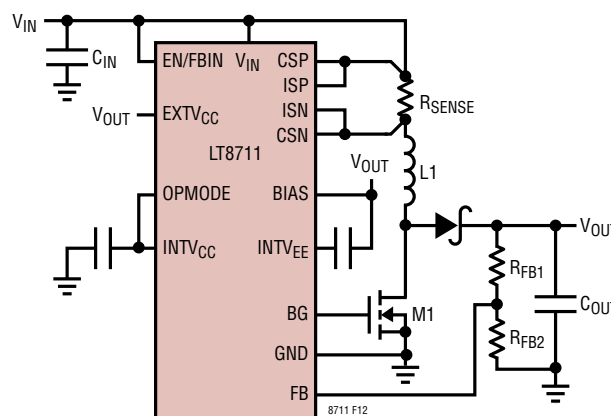 VIN
CIN
EN/FBIN
VIN
CSP
ISP
RSENSE
VOUT
EXTVCC
ISN
CSN
LT8711
VOUT
L1
OPMODE
BIAS
VOUT
INTVCC
INTVEE
RFB1
COUT
BG
M1
RFB2
GND
FB
8711 F12